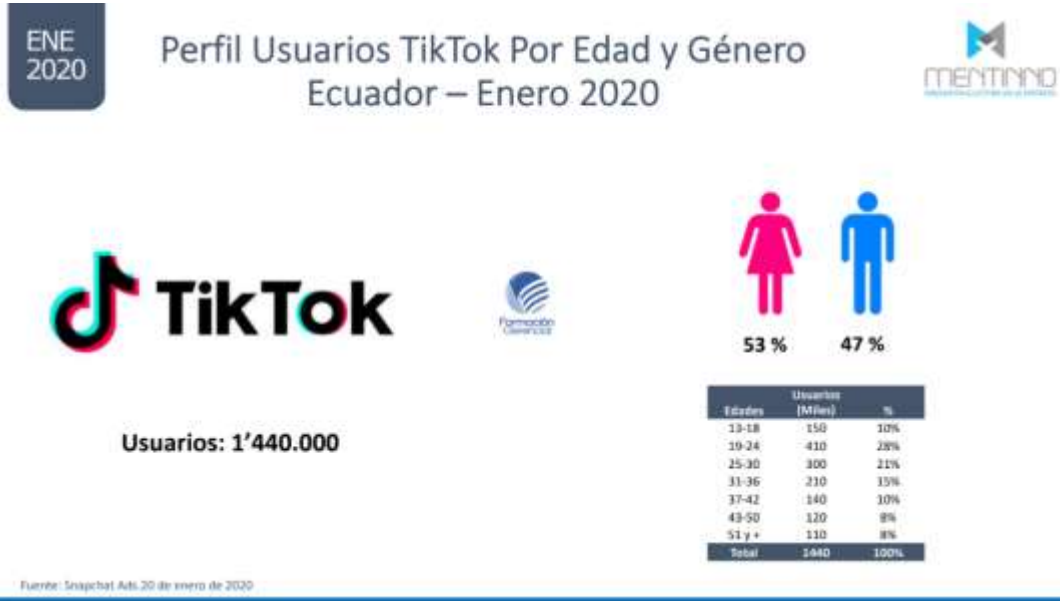 ENE
2020
Perfil Usuarios TikTok Por Edad y Género
Ecuador – Enero 2020
MENTINNO
TikTok
Formación
Gerencial
53 %
47 %
Usuarios: 1’440.000
Usuarios
Edades (Miles) %
13-18 150 10%
19-24 410 28%
25-30 300 21%
31-36 210 15%
37-42 140 10%
43-50 120 8%
51 y + 110 8%
Total 1440 100%
Fuente: Snapchat Ads 20 de enero de 2020